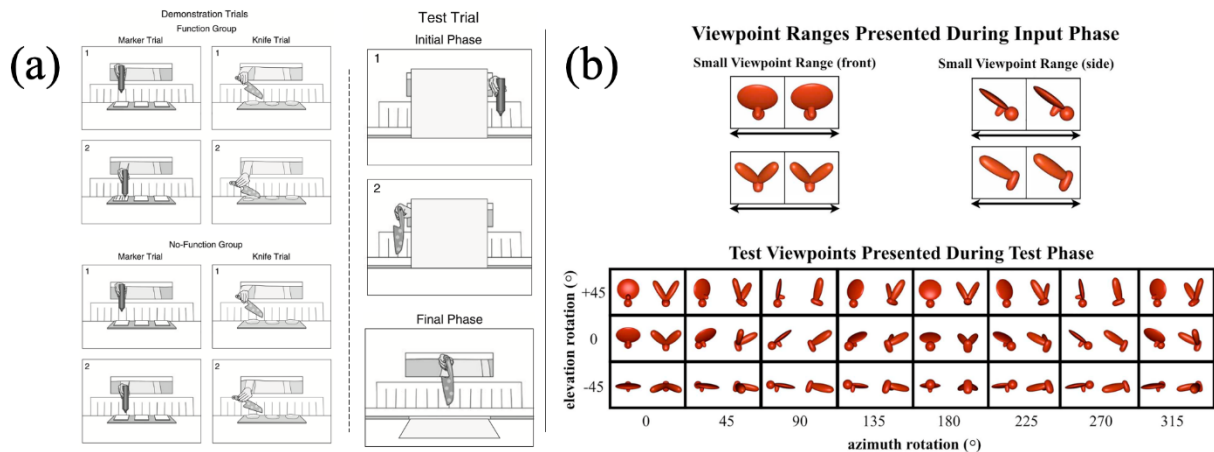 (a)
Demonstration Trials
Function Group
Marker Trial
Knife Trial
1
1
2
2
No-Function Group
Marker Trial
Knife Trial
1
1
2
2
Test Trial
Initial Phase
1
2
Final Phase
(b)
Viewpoint Ranges Presented During Input Phase
Small Viewpoint Range (front)
Small Viewpoint Range (side)
Test Viewpoints Presented During Test Phase
elevation rotation (°)
+45
0
-45
0
45
90
135
180
225
270
315
azimuth rotation (°)